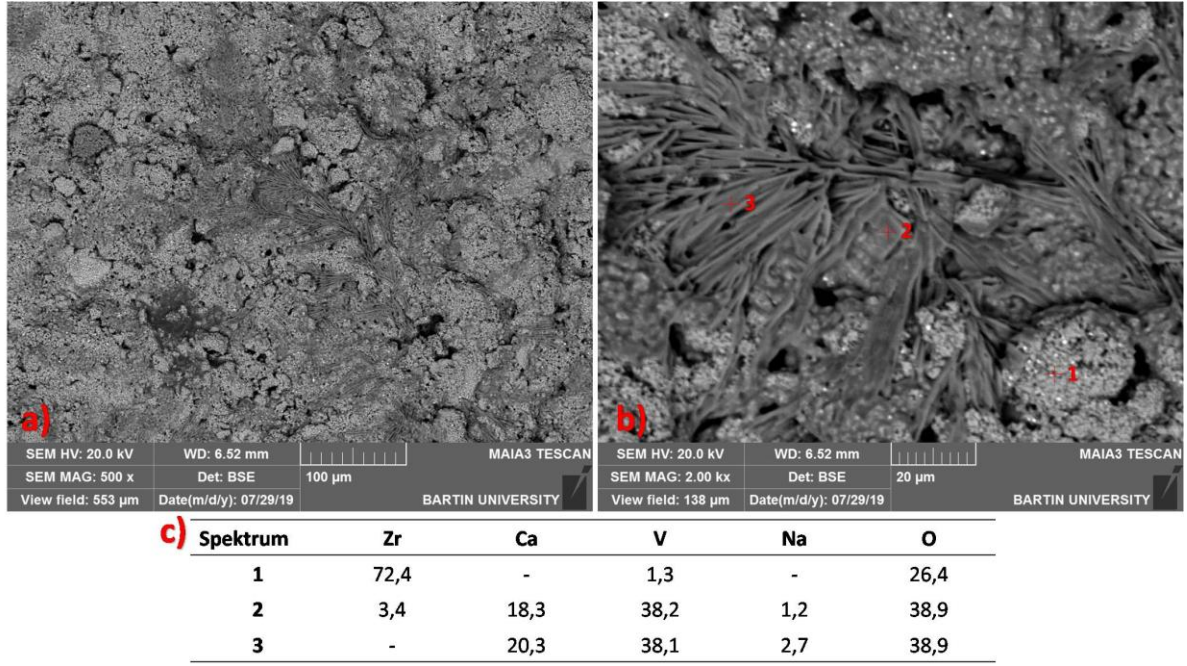 a)
SEM HV: 20.0 kV WD: 6.52 mm MAIA3 TESCAN
SEM MAG: 500 x Det: BSE 100 µm
View field: 553 µm Date(m/d/y): 07/29/19 BARTIN UNIVERSITY
3
2
1
b)
SEM HV: 20.0 kV WD: 6.52 mm MAIA3 TESCAN
SEM MAG: 2.00 kx Det: BSE 20 µm
View field: 138 µm Date(m/d/y): 07/29/19 BARTIN UNIVERSITY
c) Spektrum Zr Ca V Na O
1 72,4 - 1,3 - 26,4
2 3,4 18,3 38,2 1,2 38,9
3 - 20,3 38,1 2,7 38,9